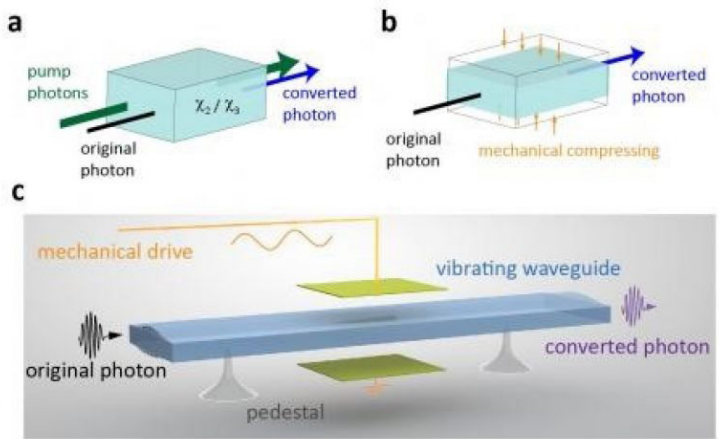 a
pump
photons
original
photon
χ2 / χ3
converted
photon
b
original
photon
converted
photon
mechanical compressing
c
mechanical drive
vibrating waveguide
original photon
converted photon
pedestal